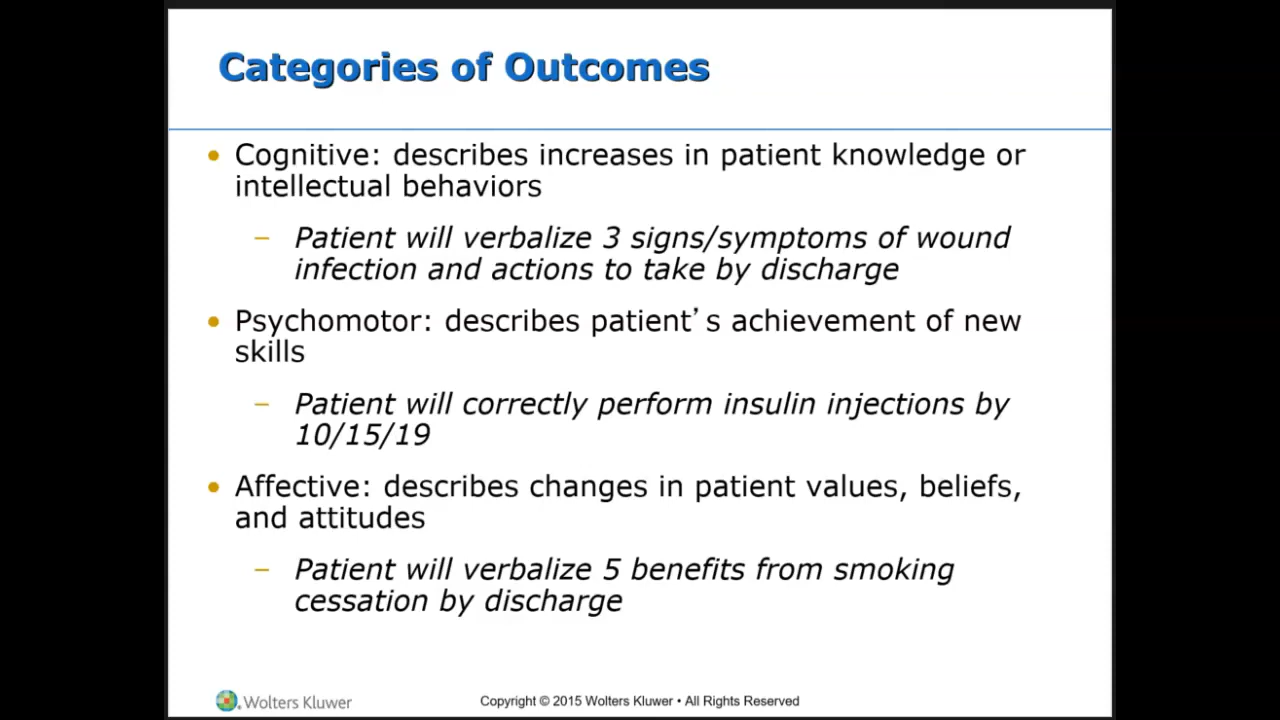 Categories of Outcomes
• Cognitive: describes increases in patient knowledge or
intellectual behaviors
– Patient will verbalize 3 signs/symptoms of wound
infection and actions to take by discharge
• Psychomotor: describes patient’s achievement of new
skills
– Patient will correctly perform insulin injections by
10/15/19
• Affective: describes changes in patient values, beliefs,
and attitudes
– Patient will verbalize 5 benefits from smoking
cessation by discharge
Wolters Kluwer
Copyright © 2015 Wolters Kluwer • All Rights Reserved